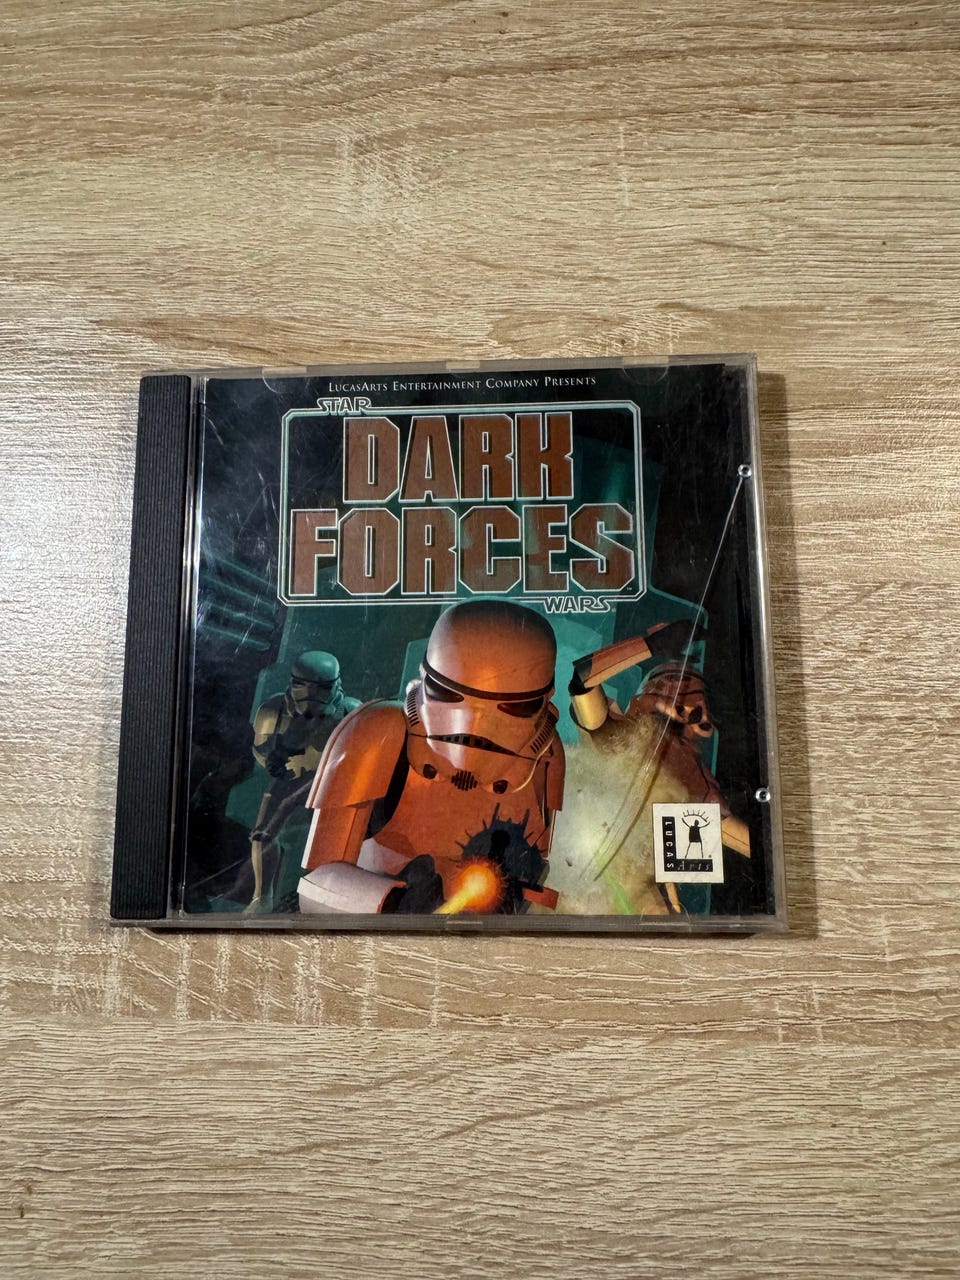 LucasArts Entertainment Company Presents
STAR
DARK
FORCES
WARS
LUCAS
Arts